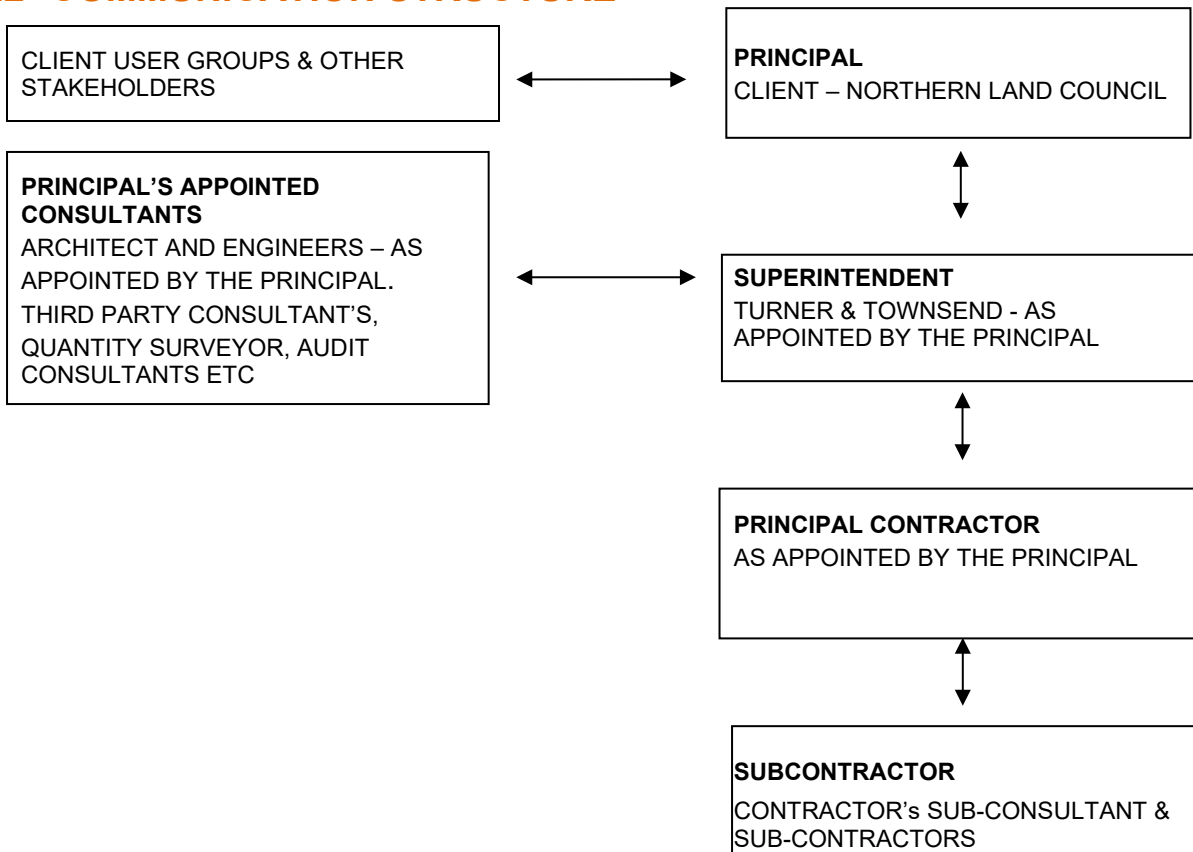 CLIENT USER GROUPS & OTHER
STAKEHOLDERS
PRINCIPAL
CLIENT – NORTHERN LAND COUNCIL
PRINCIPAL’S APPOINTED
CONSULTANTS
ARCHITECT AND ENGINEERS – AS
APPOINTED BY THE PRINCIPAL.
THIRD PARTY CONSULTANT’S,
QUANTITY SURVEYOR, AUDIT
CONSULTANTS ETC
SUPERINTENDENT
TURNER & TOWNSEND - AS
APPOINTED BY THE PRINCIPAL
PRINCIPAL CONTRACTOR
AS APPOINTED BY THE PRINCIPAL
SUBCONTRACTOR
CONTRACTOR’s SUB-CONSULTANT &
SUB-CONTRACTORS